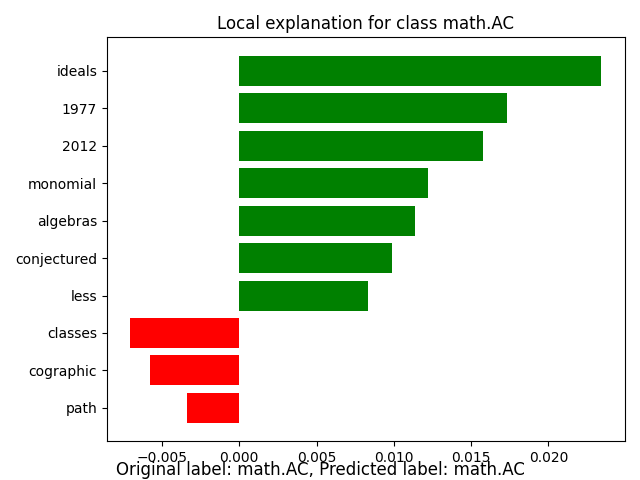 Local explanation for class math.AC
ideals
1977
2012
monomial
algebras
conjectured
less
classes
cographic
path
−0.005 0.000 0.005 0.010 0.015 0.020
Original label: math.AC, Predicted label: math.AC